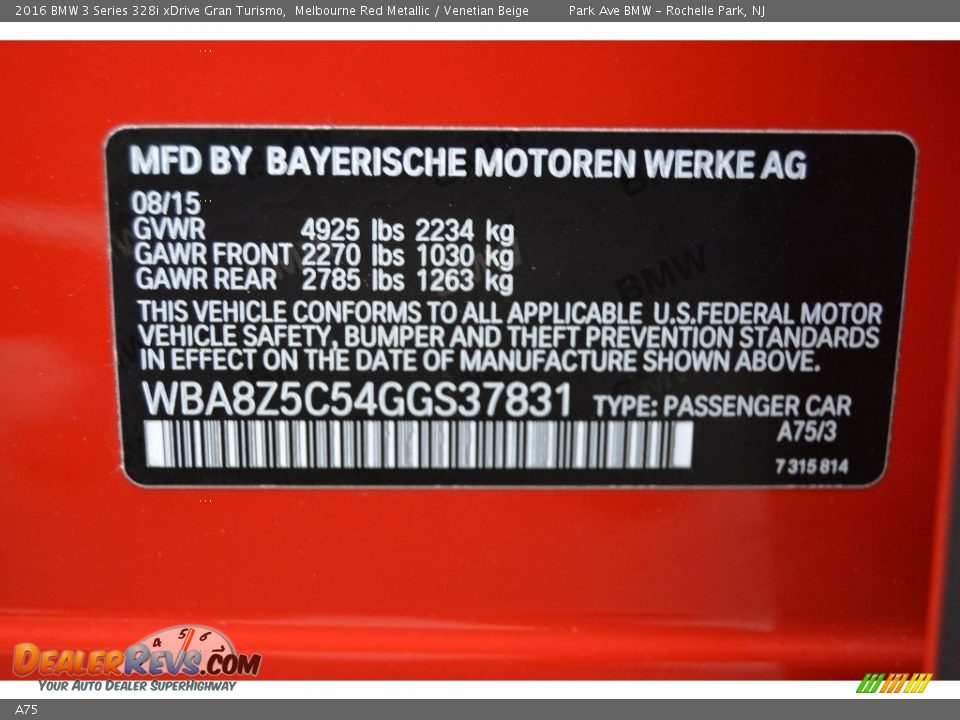 2016 BMW 3 Series 328i xDrive Gran Turismo, Melbourne Red Metallic / Venetian Beige Park Ave BMW – Rochelle Park, NJ
MFD BY BAYERISCHE MOTOREN WERKE AG
08/15
GVWR 4925 lbs 2234 kg
GAWR FRONT 2270 lbs 1030 kg
GAWR REAR 2785 lbs 1263 kg
THIS VEHICLE CONFORMS TO ALL APPLICABLE U.S.FEDERAL MOTOR
VEHICLE SAFETY, BUMPER AND THEFT PREVENTION STANDARDS
IN EFFECT ON THE DATE OF MANUFACTURE SHOWN ABOVE.
WBA8Z5C54GGS37831 TYPE: PASSENGER CAR
A75/3
7 315 814
BMW
4 5 6
DEALERREVS.COM
YOUR AUTO DEALER SUPERHIGHWAY
A75